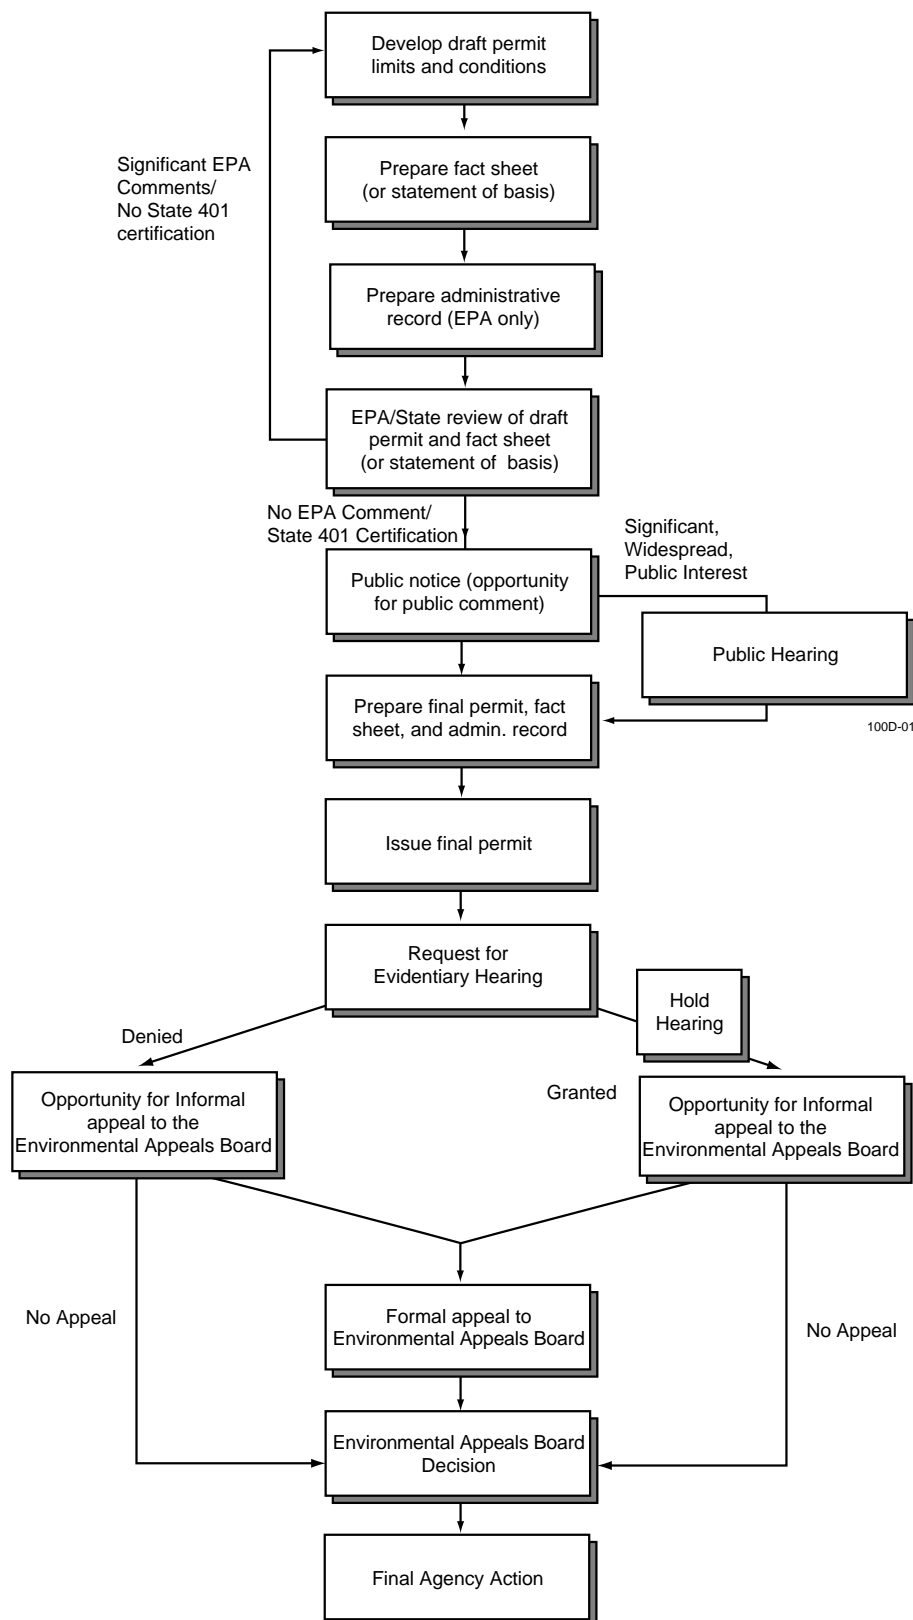 Develop draft permit
limits and conditions
Significant EPA
Comments/
No State 401
certification
Prepare fact sheet
(or statement of basis)
Prepare administrative
record (EPA only)
EPA/State review of draft
permit and fact sheet
(or statement of basis)
No EPA Comment/
State 401 Certification
Significant,
Widespread,
Public Interest
Public notice (opportunity
for public comment)
Public Hearing
Prepare final permit, fact
sheet, and admin. record
100D-01
Issue final permit
Request for
Evidentiary Hearing
Hold
Hearing
Denied
Granted
Opportunity for Informal
appeal to the
Environmental Appeals Board
Opportunity for Informal
appeal to the
Environmental Appeals Board
No Appeal
Formal appeal to
Environmental Appeals Board
No Appeal
Environmental Appeals Board
Decision
Final Agency Action